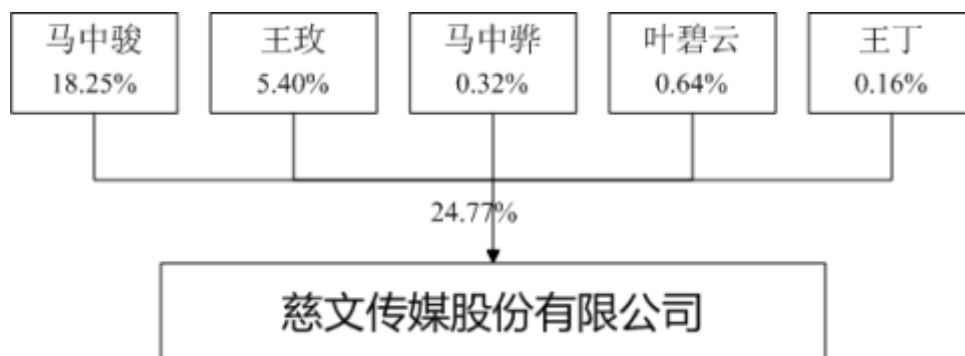 马中骏 王玫 马中骅 叶碧云 王丁
18.25% 5.40% 0.32% 0.64% 0.16%
24.77%
慈文传媒股份有限公司